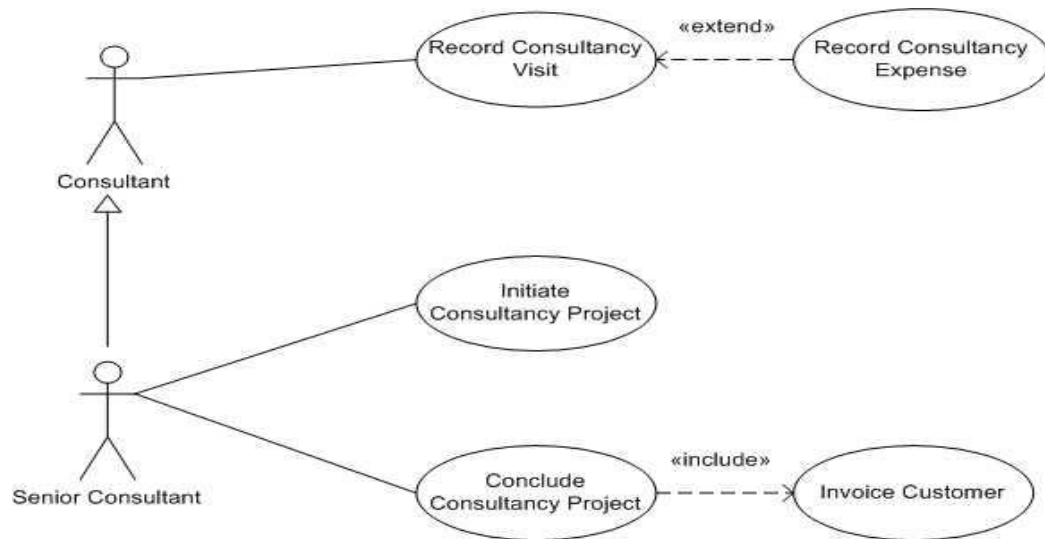 Record Consultancy
Visit
«extend»
Record Consultancy
Expense
Consultant
Initiate
Consultancy Project
Senior Consultant
Conclude
Consultancy Project
«include»
Invoice Customer